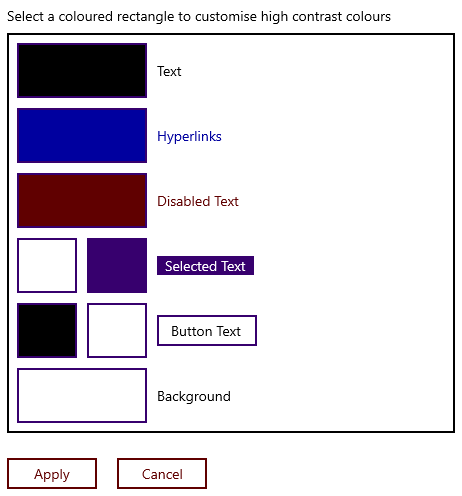 Select a coloured rectangle to customise high contrast colours
Text
Hyperlinks
Disabled Text
Selected Text
Button Text
Background
Apply Cancel